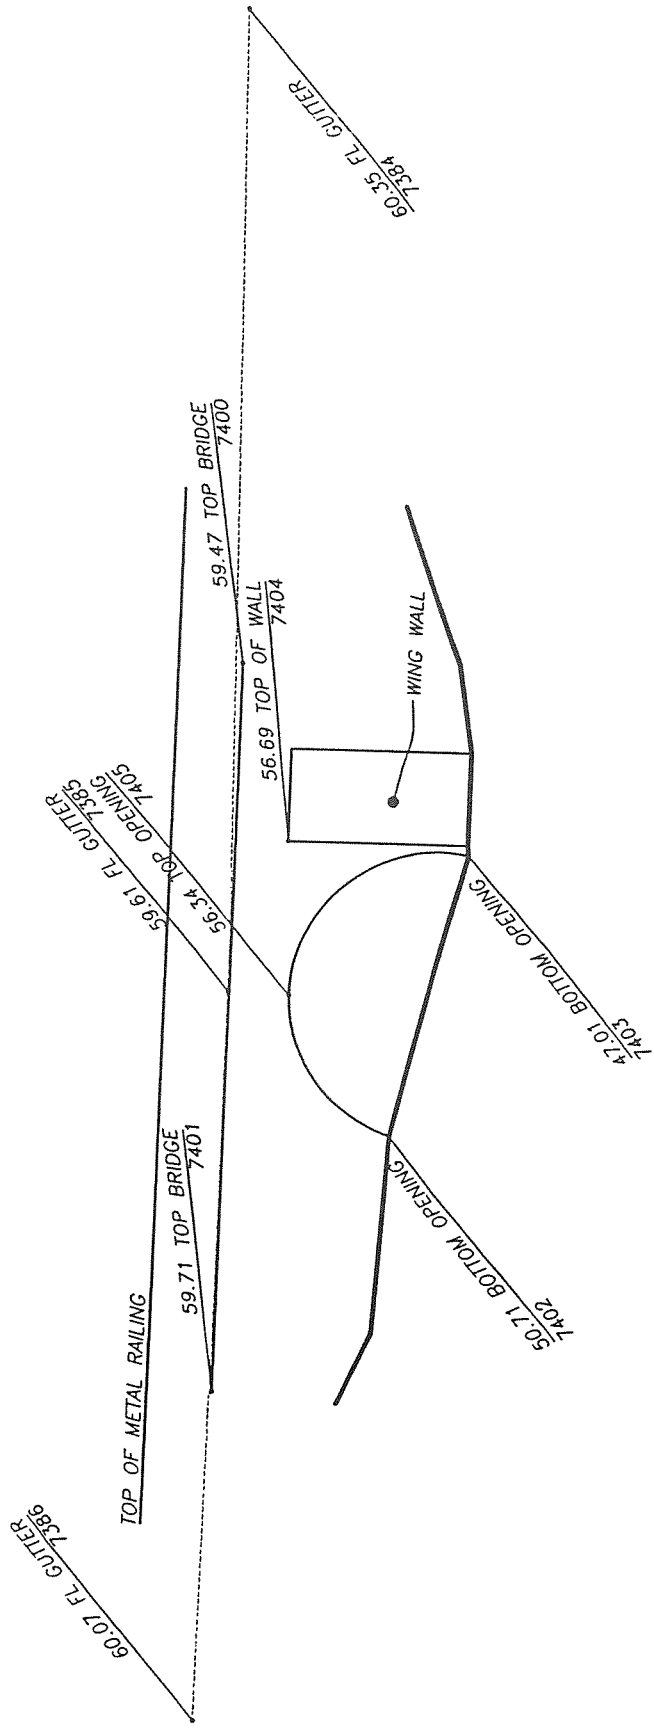 60.35 FL GUTTER
7384
59.47 TOP BRIDGE
7400
56.69 TOP OF WALL
7404
WING WALL
59.61 FL GUTTER
7385
56.34 TOP OPENING
7405
47.01 BOTTOM OPENING
7403
59.71 TOP BRIDGE
7401
50.71 BOTTOM OPENING
7402
TOP OF METAL RAILING
60.07 FL GUTTER
7386